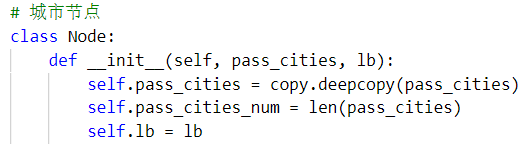 # 城市节点
class Node:
    def __init__(self, pass_cities, lb):
        self.pass_cities = copy.deepcopy(pass_cities)
        self.pass_cities_num = len(pass_cities)
        self.lb = lb